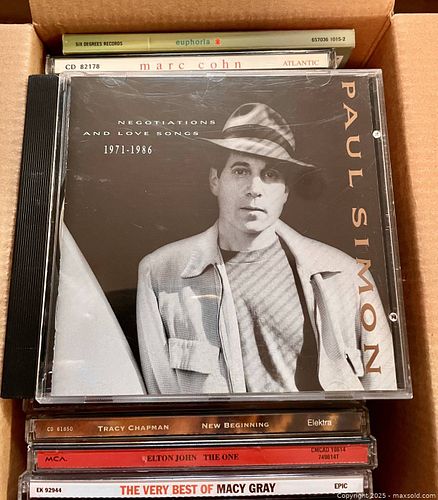 SIX DEGREES RECORDS euphoria 657036 1015-2
CD 82178 marc cohn ATLANTIC
NEGOTIATIONS
AND LOVE SONGS
1971-1986
PAUL SIMON
CD 61850 TRACY CHAPMAN NEW BEGINNING Elektra
MCA. ELTON JOHN THE ONE
EK 92944 THE VERY BEST OF MACY GRAY EPIC
Copyright©2025 - maxsold.com